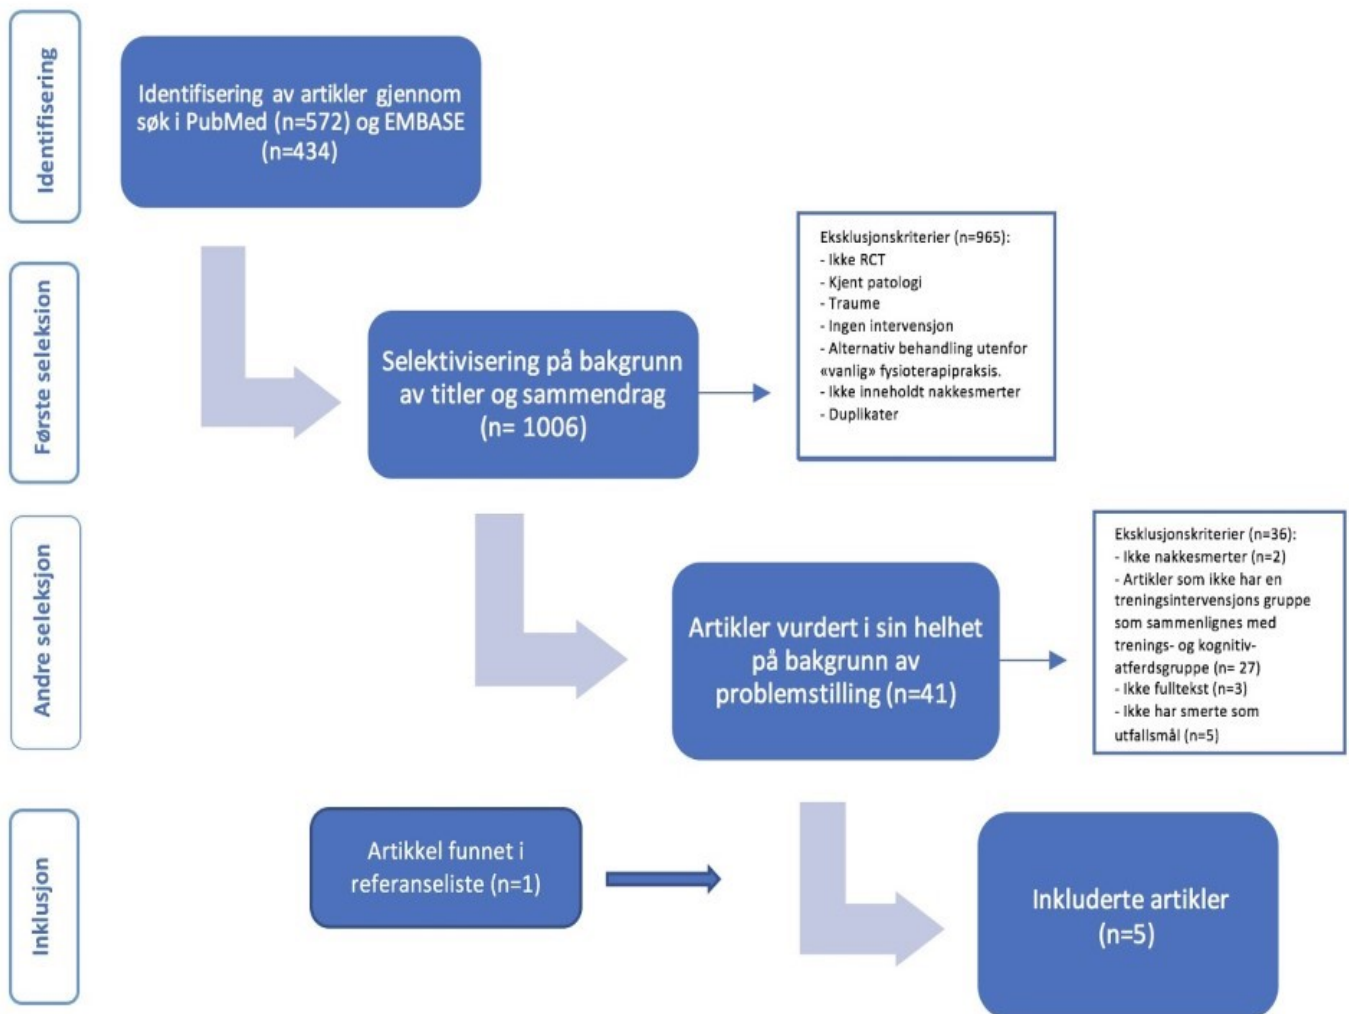 Identifisering
Identifisering av artikler gjennom
søk i PubMed (n=572) og EMBASE
(n=434)
Første seleksion
Selektivisering på bakgrunn
av titler og sammendrag
(n= 1006)
Eksklusjonskriterier (n=965):
- Ikke RCT
- Kjent patologi
- Traume
- Ingen intervensjon
- Alternativ behandling utenfor
«vanlig» fysioterapipraksis.
- Ikke inneholdt nakkesmerter
- Duplikater
Andre seleksjon
Artikler vurdert i sin helhet
på bakgrunn av
problemstilling (n=41)
Eksklusjonskriterier (n=36):
- Ikke nakkesmerter (n=2)
- Artikler som ikke har en
treningsintervensjons gruppe
som sammenlignes med
trenings- og kognitiv-
atferdsgruppe (n= 27)
- Ikke fulltekst (n=3)
- Ikke har smerte som
utfallsmål (n=5)
Inklusjon
Artikkel funnet i
referanseliste (n=1)
Inkluderte artikler
(n=5)